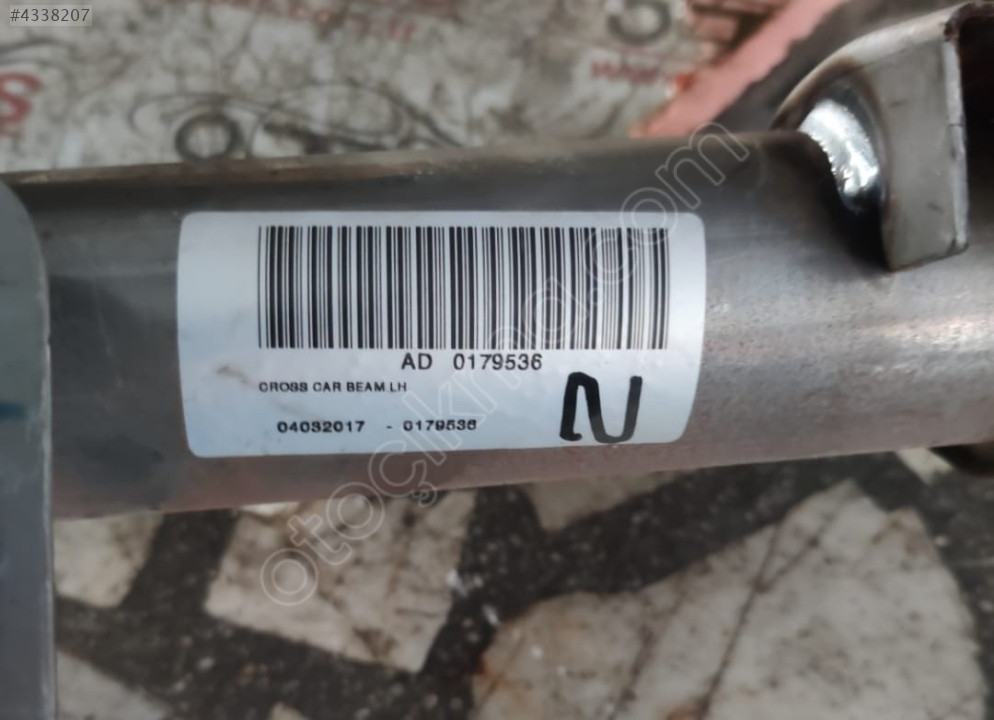 #4338207
AD 0179536
CROSS CAR BEAM LH
04032017 - 0179536
N
otoçıkma.com